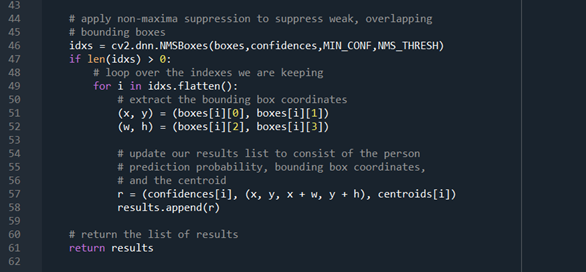 43
44 # apply non-maxima suppression to suppress weak, overlapping
45 # bounding boxes
46 idxs = cv2.dnn.NMSBoxes(boxes,confidences,MIN_CONF,NMS_THRESH)
47 if len(idxs) > 0:
48 # loop over the indexes we are keeping
49 for i in idxs.flatten():
50 # extract the bounding box coordinates
51 (x, y) = (boxes[i][0], boxes[i][1])
52 (w, h) = (boxes[i][2], boxes[i][3])
53
54 # update our results list to consist of the person
55 # prediction probability, bounding box coordinates,
56 # and the centroid
57 r = (confidences[i], (x, y, x + w, y + h), centroids[i])
58 results.append(r)
59
60 # return the list of results
61 return results
62